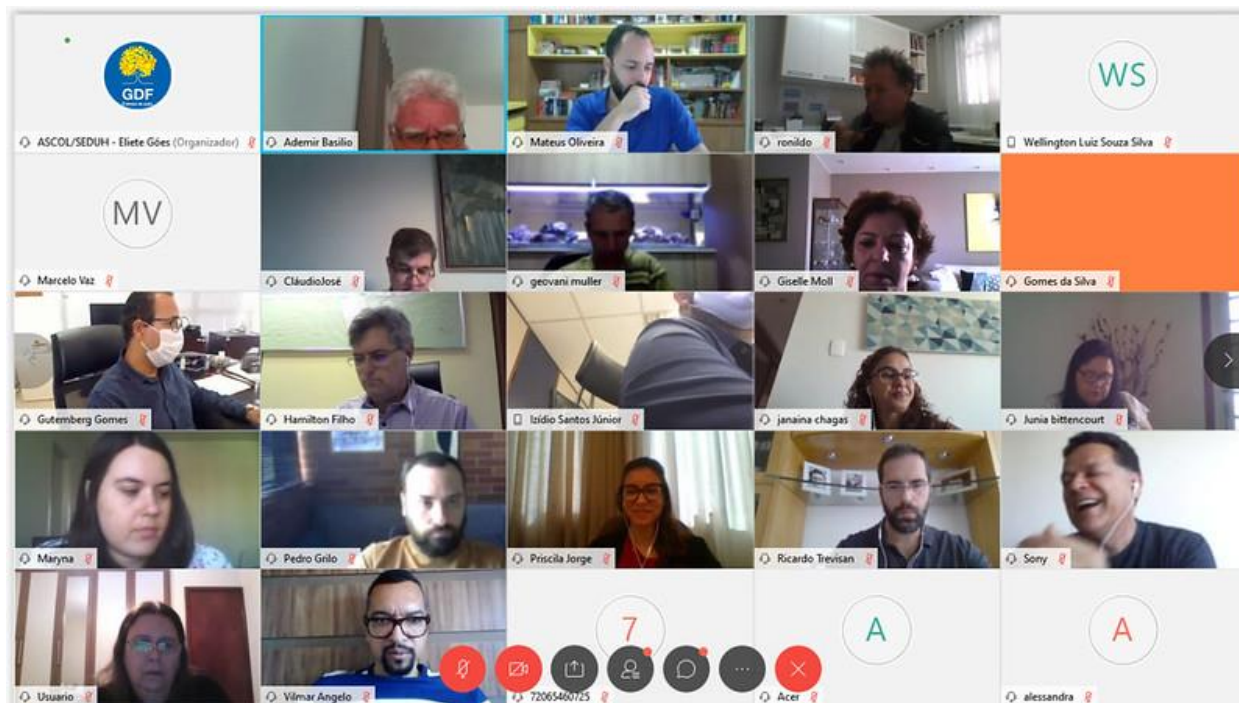 GDF
ASCOL/SEDUH - Eliete Góes (Organizador)
Ademir Basilio
Mateus Oliveira
ronildo
WS
Wellington Luiz Souza Silva
MV
Marcelo Vaz
CláudioJosé
geovani muller
Giselle Moll
Gomes da Silva
Gutemberg Gomes
Hamilton Filho
Izídio Santos Júnior
janaina chagas
Junia bittencourt
Maryna
Pedro Grilo
Priscila Jorge
Ricardo Trevisan
Sony
Usuario
Vilmar Angelo
7
72065460725
A
Acer
A
alessandra